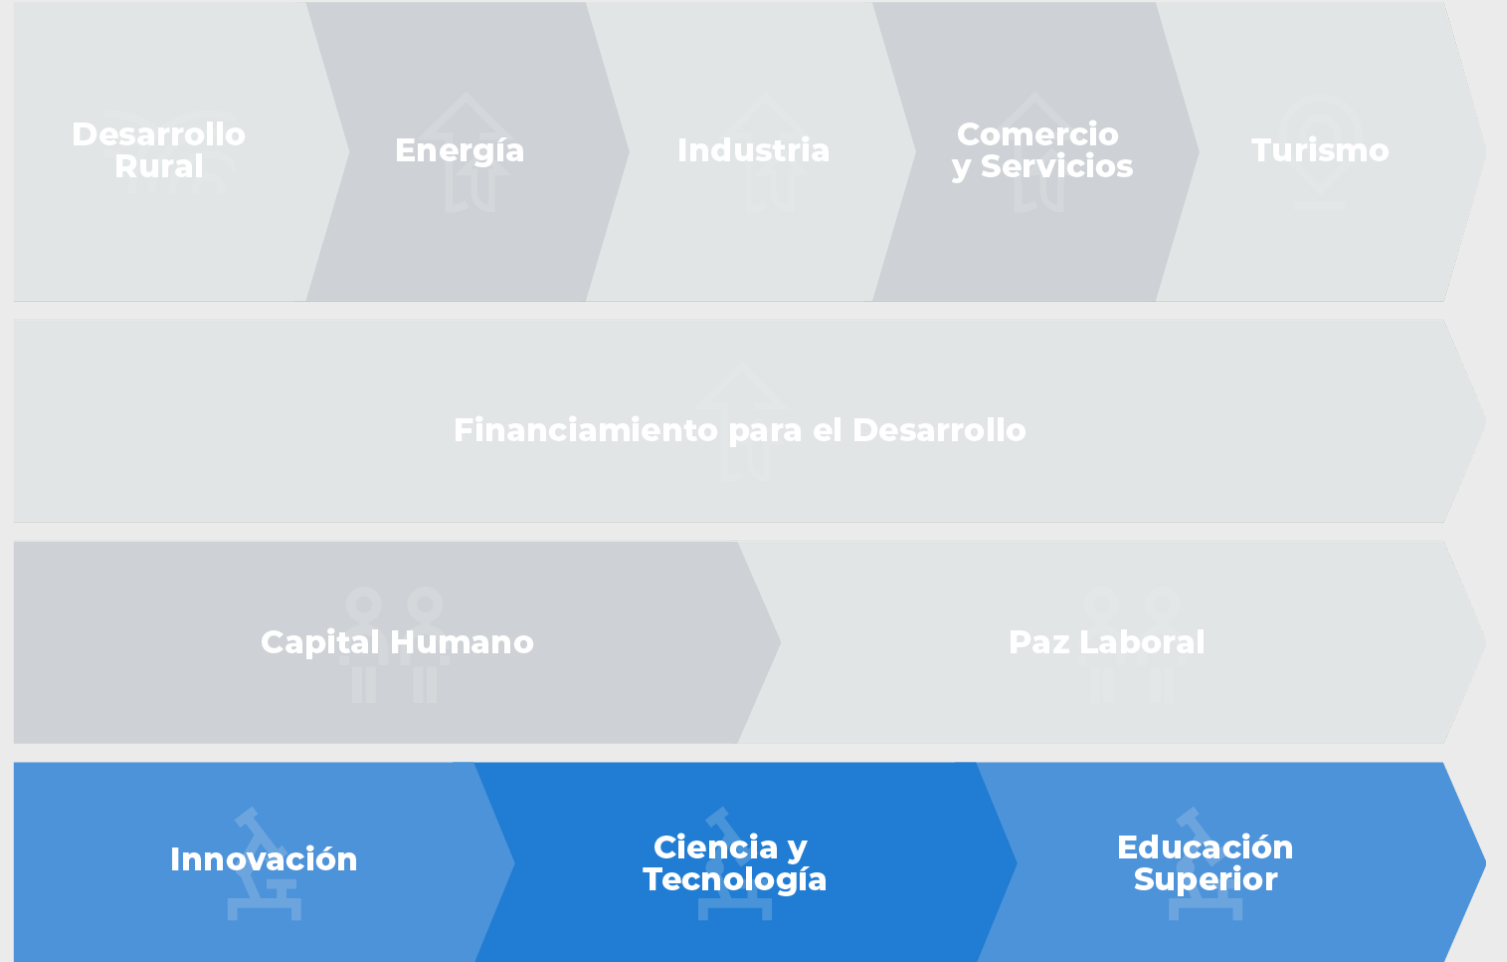 Desarrollo
Rural
Energía
Industria
Comercio
y Servicios
Turismo
Financiamiento para el Desarrollo
Capital Humano
Paz Laboral
Innovación
Ciencia y
Tecnología
Educación
Superior